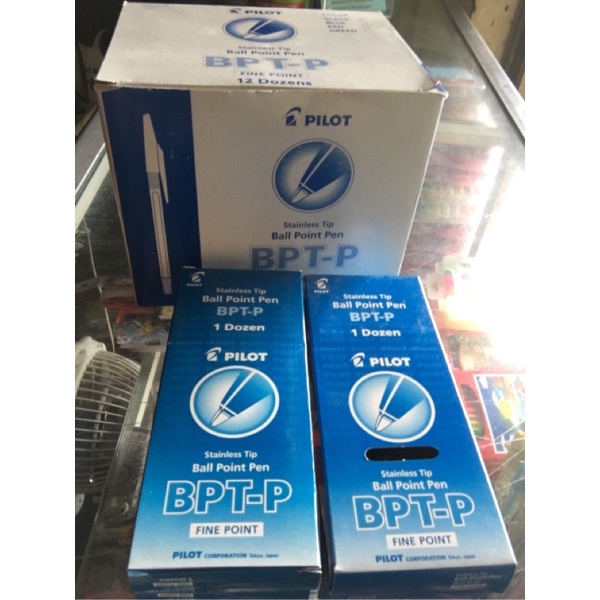 PILOT
Stainless Tip
Ball Point Pen
BPT-P
FINE POINT
12 Dozens
BLACK
BLUE
RED
GREEN
PILOT
Stainless Tip
Ball Point Pen
BPT-P
PILOT
Stainless Tip
Ball Point Pen
BPT-P
1 Dozen
PILOT
Stainless Tip
Ball Point Pen
BPT-P
FINE POINT
PILOT CORPORATION Tokyo, Japan
PILOT
Stainless Tip
Ball Point Pen
BPT-P
1 Dozen
PILOT
Stainless Tip
Ball Point Pen
BPT-P
FINE POINT
PILOT CORPORATION Tokyo, Japan